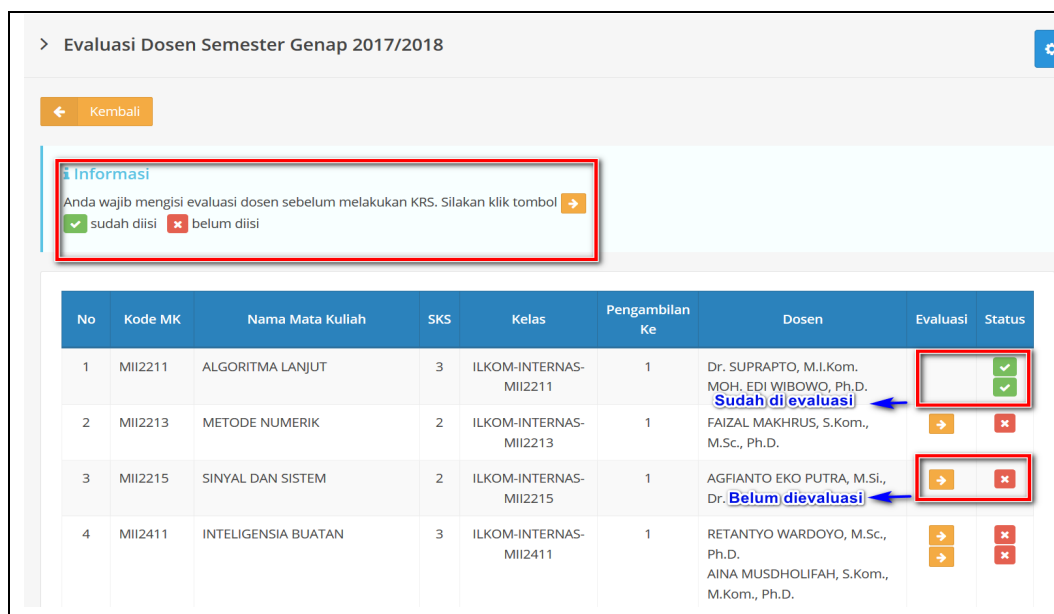 Evaluasi Dosen Semester Genap 2017/2018
Kembali
Informasi
Anda wajib mengisi evaluasi dosen sebelum melakukan KRS. Silakan klik tombol
sudah diisi belum diisi
No Kode MK Nama Mata Kuliah SKS Kelas Pengambilan Ke Dosen Evaluasi Status
1 MII2211 ALGORITMA LANJUT 3 ILKOM-INTERNAS- 1 Dr. SUPRAPTO, M.I.Kom.
MII2211 MOH. EDI WIBOWO, Ph.D.
Sudah di evaluasi
2 MII2213 METODE NUMERIK 2 ILKOM-INTERNAS- 1 FAIZAL MAKHRUS, S.Kom.,
MII2213 M.Sc., Ph.D.
3 MII2215 SINYAL DAN SISTEM 2 ILKOM-INTERNAS- 1 AGFIANTO EKO PUTRA, M.Si.,
MII2215 Dr. Belum dievaluasi
4 MII2411 INTELIGENSIA BUATAN 3 ILKOM-INTERNAS- 1 RETANTYO WARDOYO, M.Sc.,
MII2411 Ph.D.
AINA MUSDHOLIFAH, S.Kom.,
M.Kom., Ph.D.